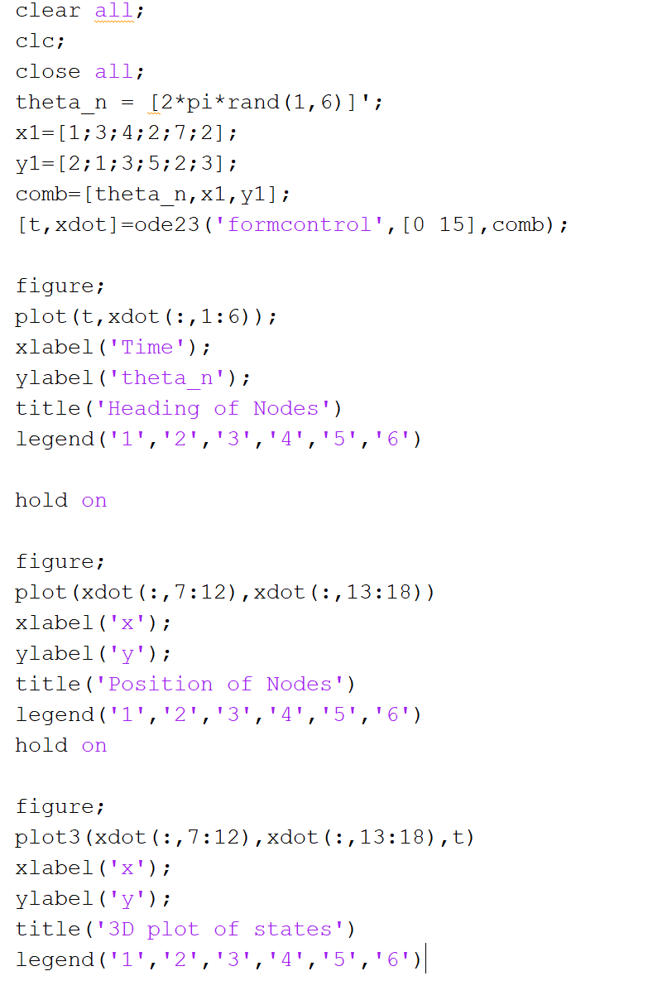 clear all;
clc;
close all;
theta_n = [2*pi*rand(1,6)]';
x1=[1;3;4;2;7;2];
y1=[2;1;3;5;2;3];
comb=[theta_n,x1,y1];
[t,xdot]=ode23('formcontrol',[0 15],comb);
figure;
plot(t,xdot(:,1:6));
xlabel('Time');
ylabel('theta_n');
title('Heading of Nodes')
legend('1','2','3','4','5','6')
hold on
figure;
plot(xdot(:,7:12),xdot(:,13:18))
xlabel('x');
ylabel('y');
title('Position of Nodes')
legend('1','2','3','4','5','6')
hold on
figure;
plot3(xdot(:,7:12),xdot(:,13:18),t)
xlabel('x');
ylabel('y');
title('3D plot of states')
legend('1','2','3','4','5','6')